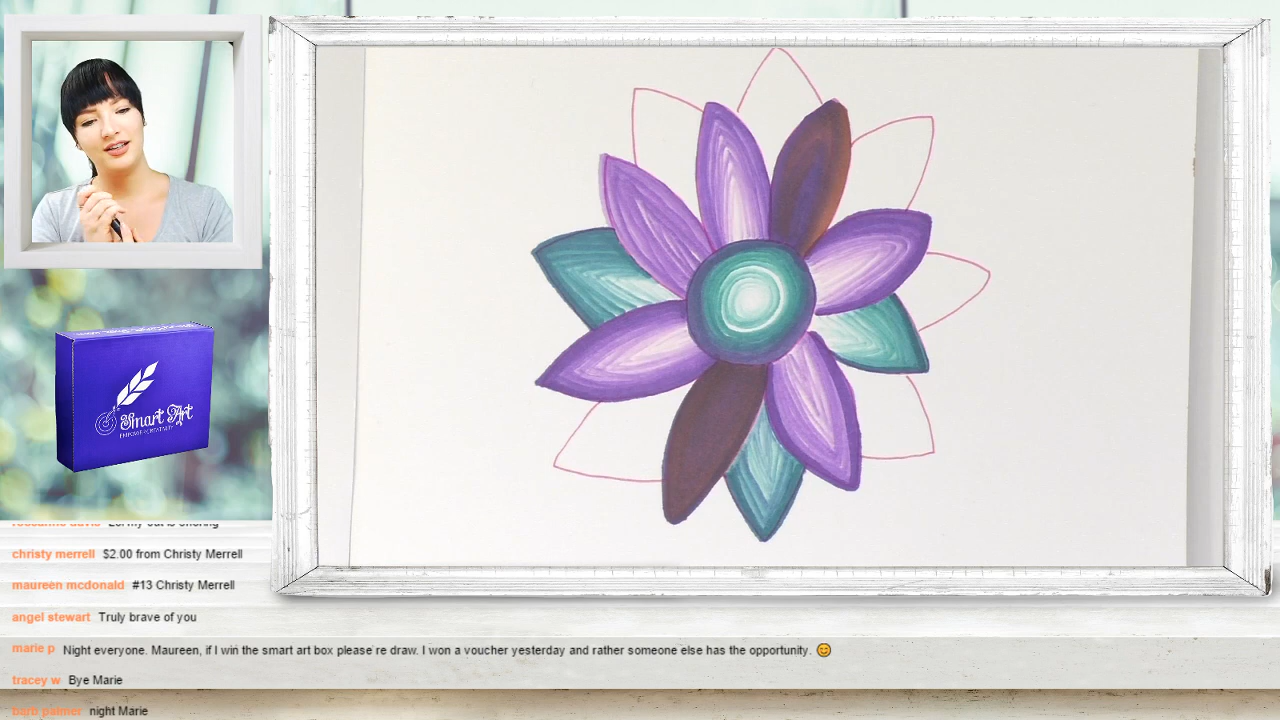 Smart Art
christy merrell $2.00 from Christy Merrell
maureen mcdonald #13 Christy Merrell
angel stewart Truly brave of you
marie p Night everyone. Maureen, if I win the smart art box please re draw. I won a voucher yesterday and rather someone else has the opportunity. 😊
tracey w Bye Marie
barb palmer night Marie